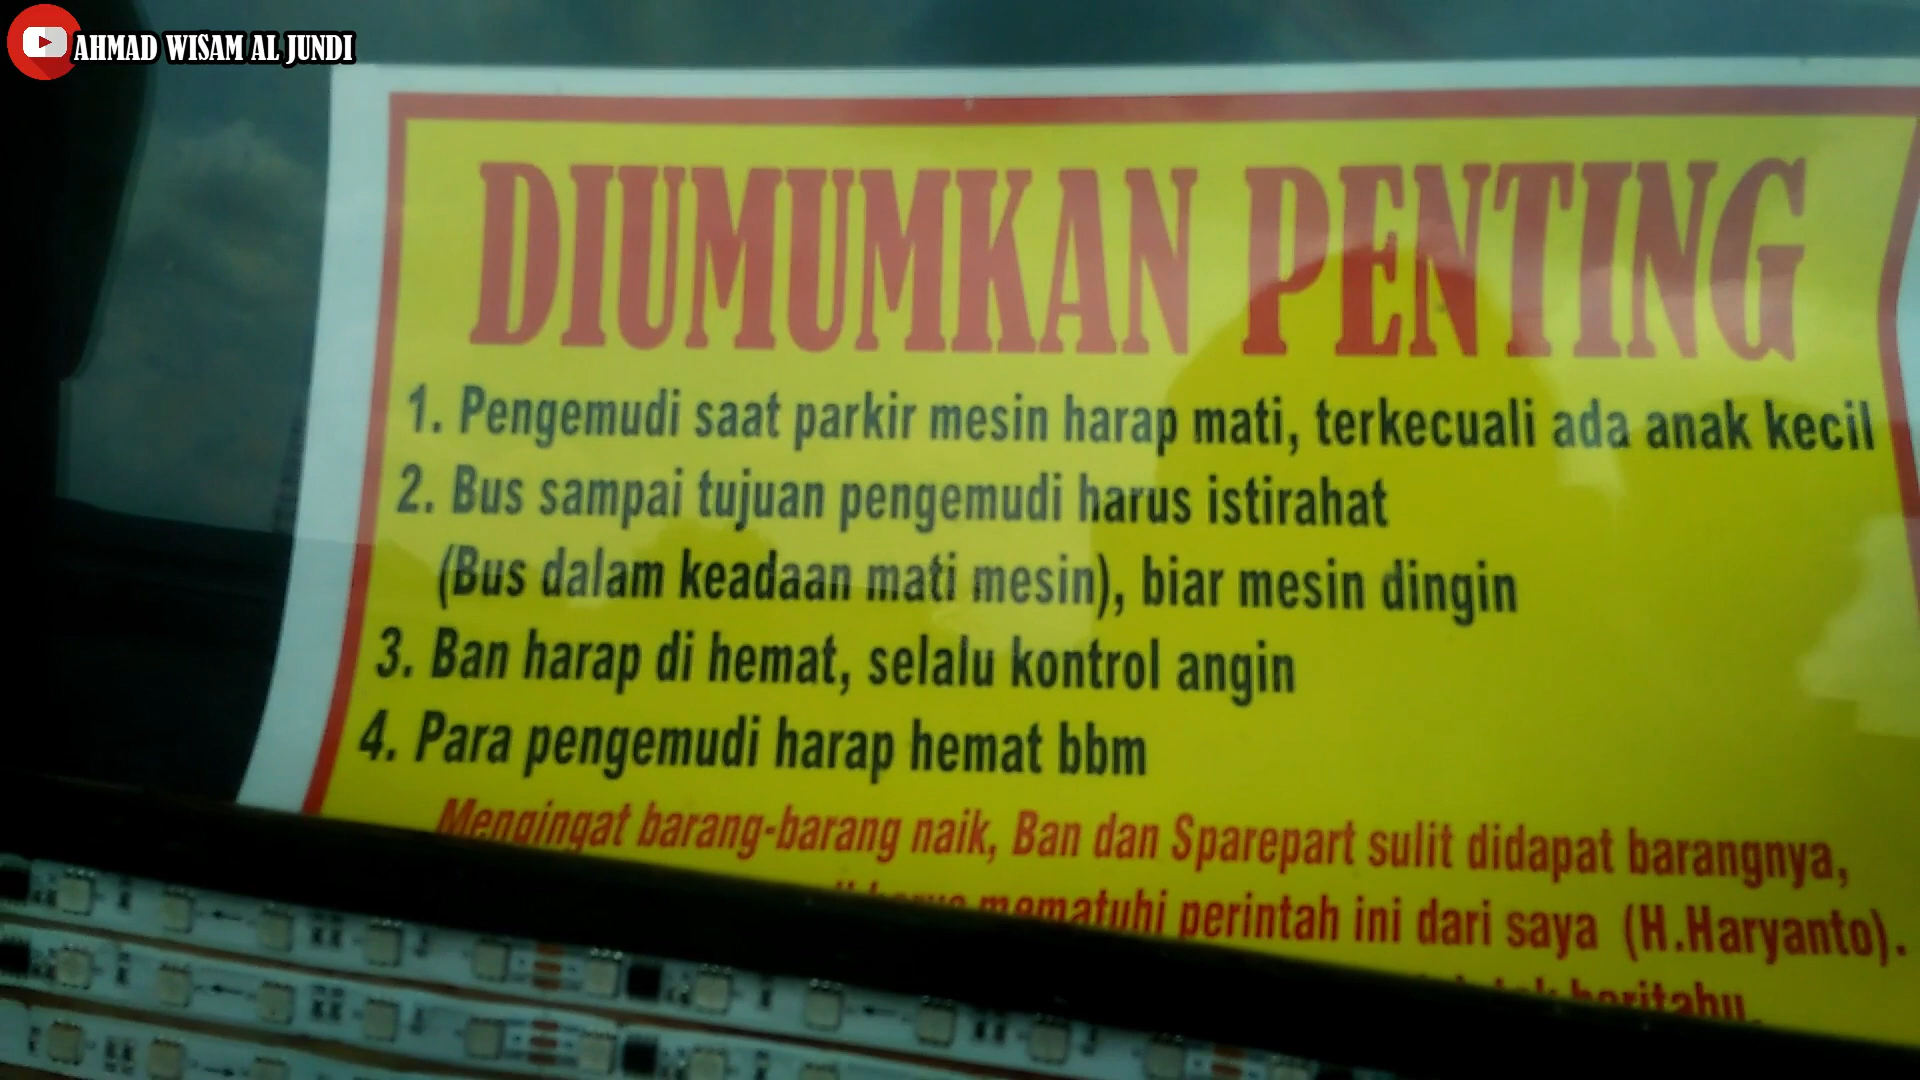 AHMAD WISAM AL JUNDI
DIUMUMKAN PENTING
1. Pengemudi saat parkir mesin harap mati, terkecuali ada anak kecil
2. Bus sampai tujuan pengemudi harus istirahat
(Bus dalam keadaan mati mesin), biar mesin dingin
3. Ban harap di hemat, selalu kontrol angin
4. Para pengemudi harap hemat bbm
Mengingat barang-barang naik, Ban dan Sparepart sulit didapat barangnya,
harus mematuhi perintah ini dari saya (H.Haryanto).
beritahu.